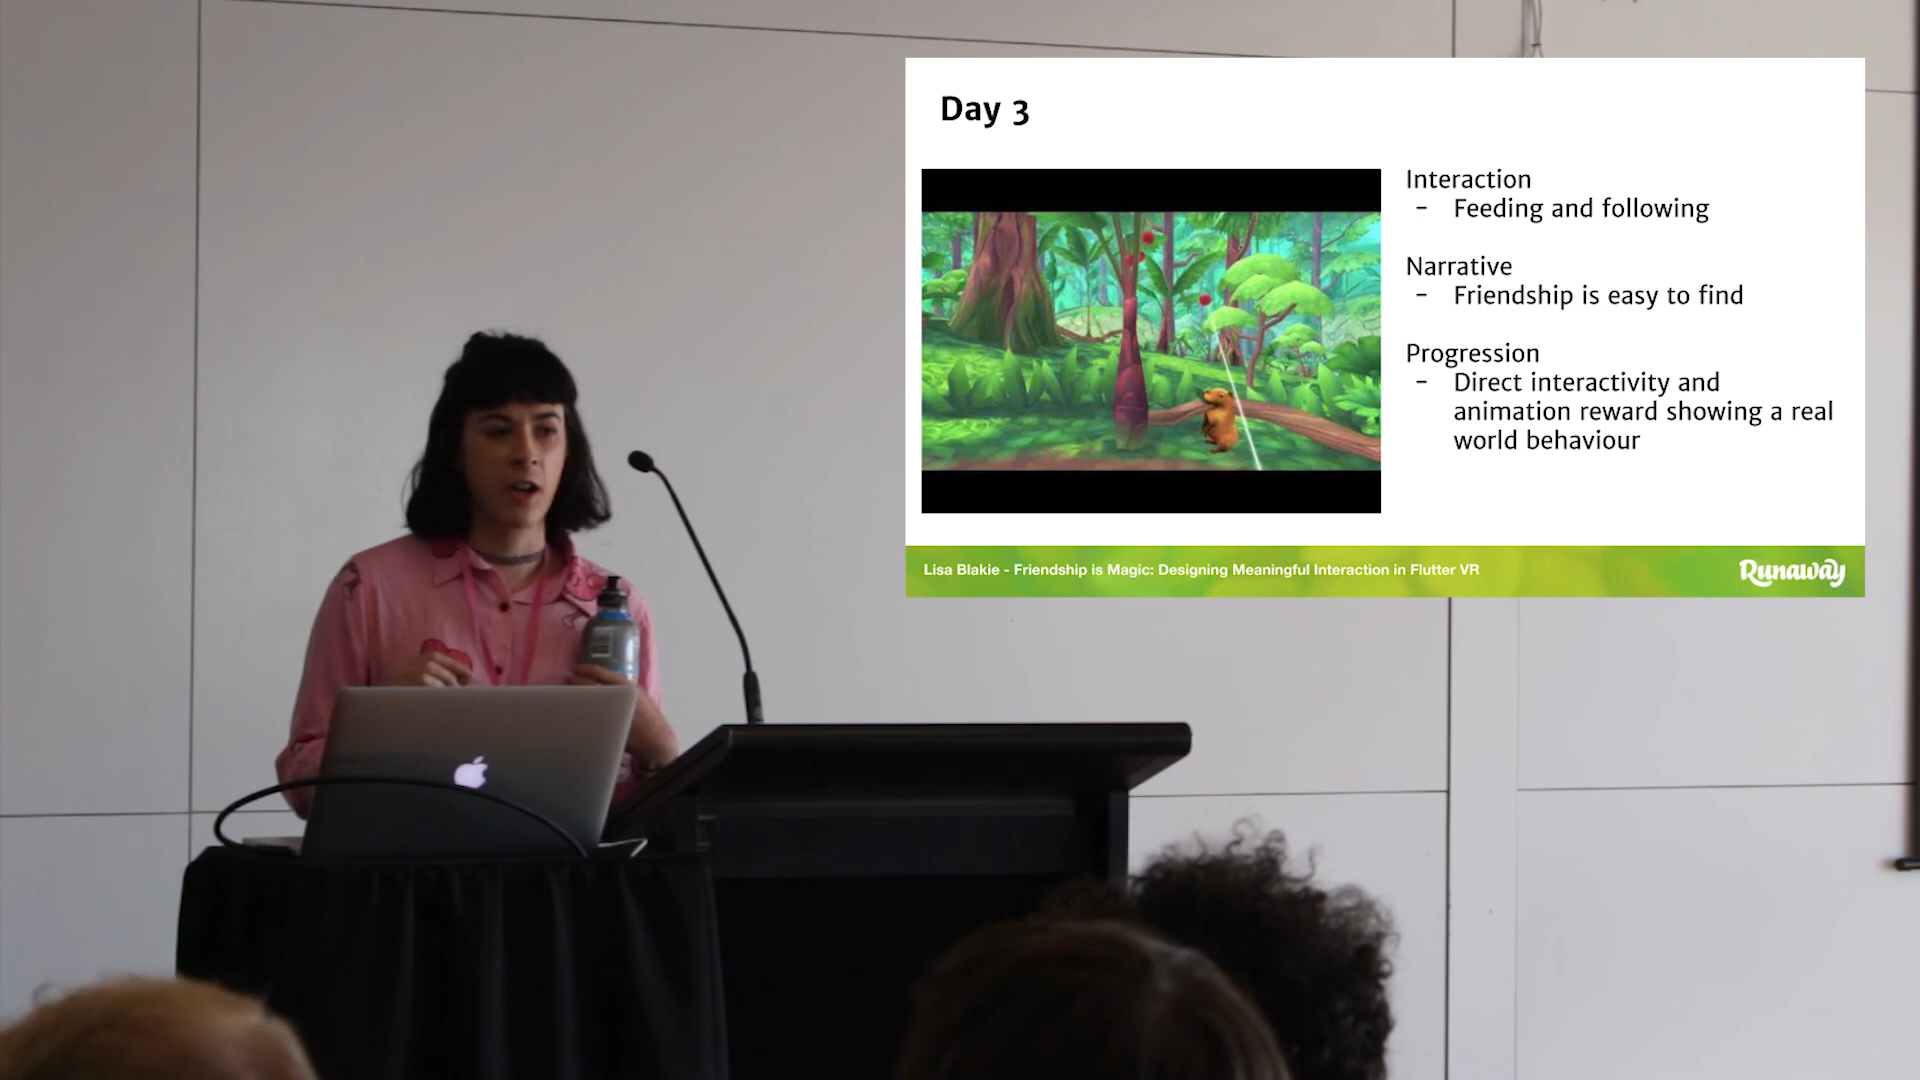 Day 3
Interaction
- Feeding and following
Narrative
- Friendship is easy to find
Progression
- Direct interactivity and
animation reward showing a real
world behaviour
Lisa Blakie - Friendship is Magic: Designing Meaningful Interaction in Flutter VR
Runaway